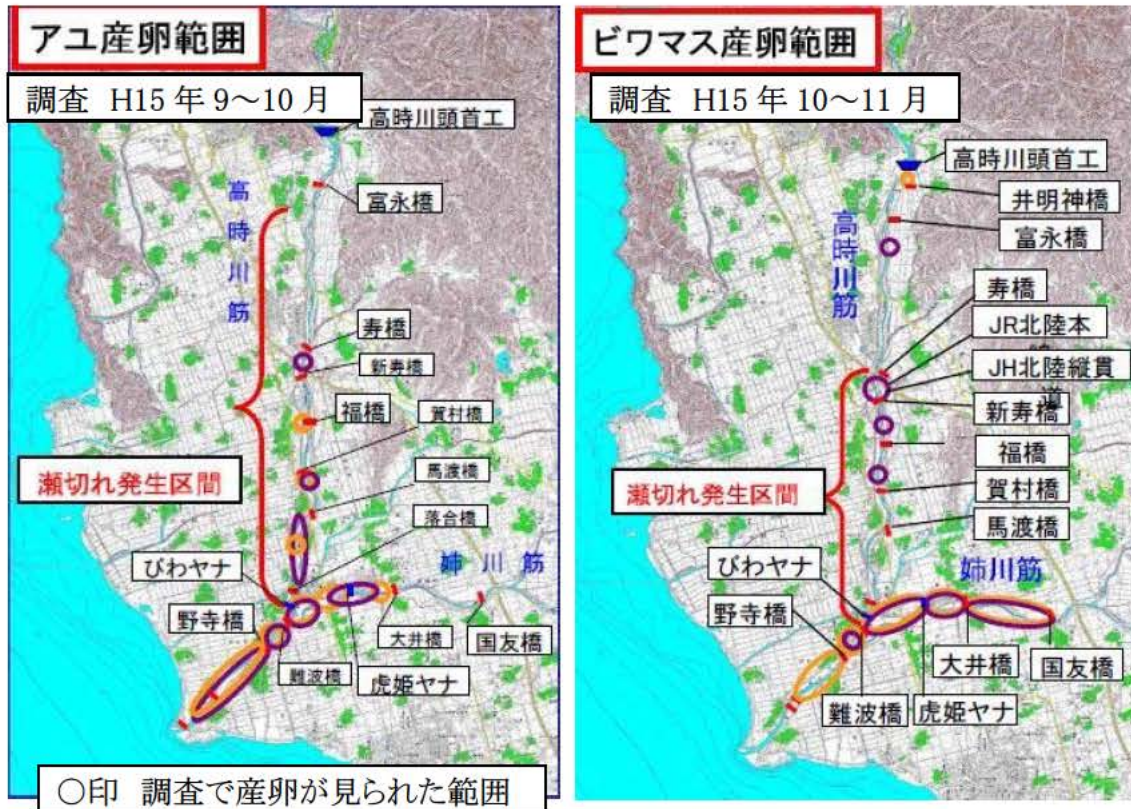 アユ産卵範囲
調査 H15年9～10月
高時川頭首工
富永橋
高時川筋
寿橋
新寿橋
福橋
賀村橋
瀬切れ発生区間
馬渡橋
落合橋
びわヤナ
姉川筋
野寺橋
難波橋
虎姫ヤナ
大井橋
国友橋
○印 調査で産卵が見られた範囲
ビワマス産卵範囲
調査 H15年10～11月
高時川頭首工
井明神橋
富永橋
高時川筋
寿橋
JR北陸本
JH北陸縦貫
道
新寿橋
福橋
瀬切れ発生区間
賀村橋
馬渡橋
びわヤナ
姉川筋
野寺橋
大井橋
国友橋
難波橋
虎姫ヤナ